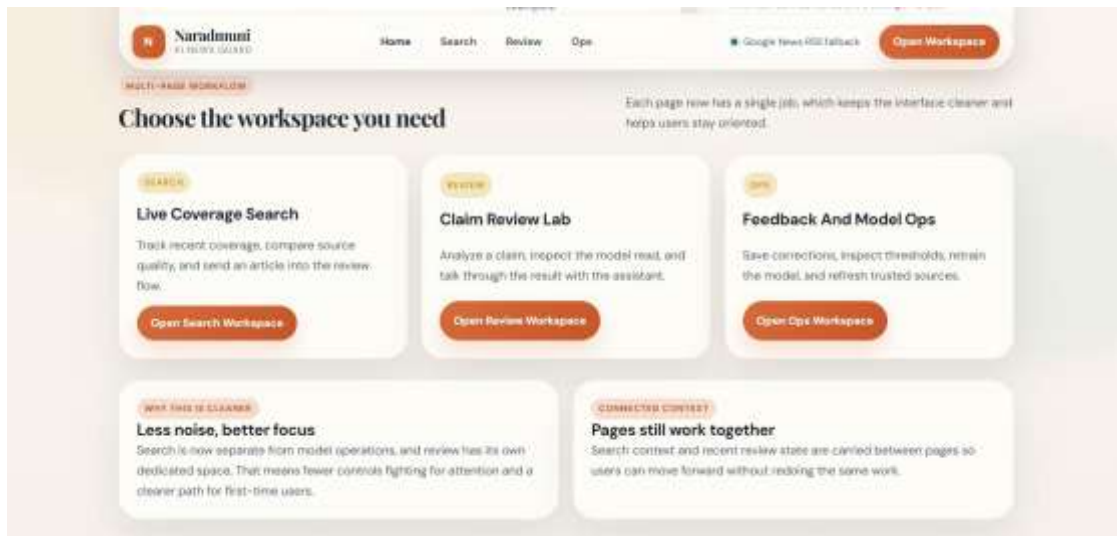 Naradmuni
AI NEWS GUARD
Home Search Review Ops
Google News RSS fallback
Open Workspace
MULTI-PAGE WORKFLOW
Choose the workspace you need
Each page now has a single job, which keeps the interface cleaner and
helps users stay oriented.
SEARCH
Live Coverage Search
Track recent coverage, compare source
quality, and send an article into the review
flow.
Open Search Workspace
REVIEW
Claim Review Lab
Analyze a claim, inspect the model read, and
talk through the result with the assistant.
Open Review Workspace
OPS
Feedback And Model Ops
Save corrections, inspect thresholds, retrain
the model, and refresh trusted sources.
Open Ops Workspace
WHY THIS IS CLEANER
Less noise, better focus
Search is now separate from model operations, and review has its own
dedicated space. That means fewer controls fighting for attention and a
clearer path for first-time users.
CONNECTED CONTEXT
Pages still work together
Search context and recent review state are carried between pages so
users can move forward without redoing the same work.